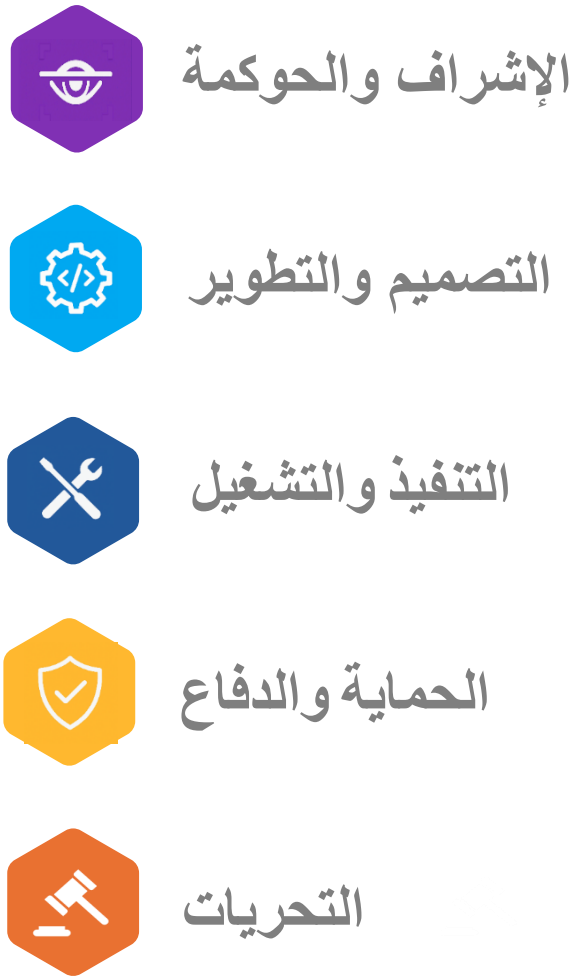 الإشراف والحوكمة
التصميم والتطوير
التنفيذ والتشغيل
الحماية والدفاع
التحريات